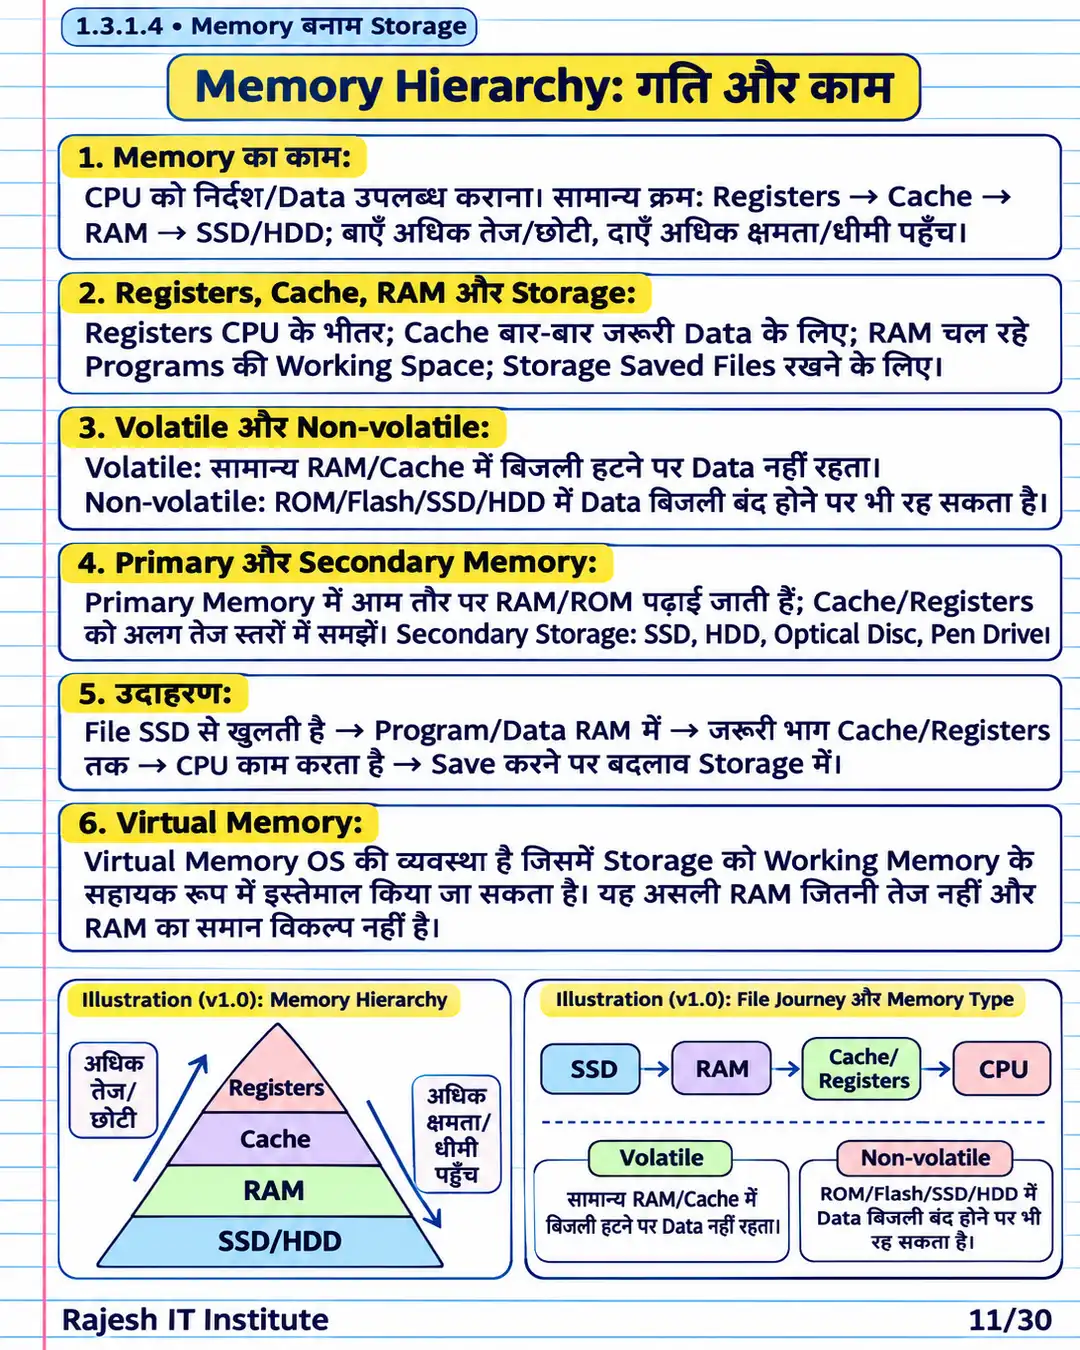 1.3.1.4 • Memory बनाम Storage
Memory Hierarchy: गति और काम
1. Memory का काम:
CPU को निर्देश/Data उपलब्ध कराना। सामान्य क्रम: Registers → Cache →
RAM → SSD/HDD; बाएँ अधिक तेज/छोटी, दाएँ अधिक क्षमता/धीमी पहुँच।
2. Registers, Cache, RAM और Storage:
Registers CPU के भीतर; Cache बार-बार जरूरी Data के लिए; RAM चल रहे
Programs की Working Space; Storage Saved Files रखने के लिए।
3. Volatile और Non-volatile:
Volatile: सामान्य RAM/Cache में बिजली हटने पर Data नहीं रहता।
Non-volatile: ROM/Flash/SSD/HDD में Data बिजली बंद होने पर भी रह सकता है।
4. Primary और Secondary Memory:
Primary Memory में आम तौर पर RAM/ROM पढ़ाई जाती हैं; Cache/Registers
को अलग तेज स्तरों में समझें। Secondary Storage: SSD, HDD, Optical Disc, Pen Drive।
5. उदाहरण:
File SSD से खुलती है → Program/Data RAM में → जरूरी भाग Cache/Registers
तक → CPU काम करता है → Save करने पर बदलाव Storage में।
6. Virtual Memory:
Virtual Memory OS की व्यवस्था है जिसमें Storage को Working Memory के
सहायक रूप में इस्तेमाल किया जा सकता है। यह असली RAM जितनी तेज नहीं और
RAM का समान विकल्प नहीं है।
Illustration (v1.0): Memory Hierarchy
अधिक
तेज/
छोटी
Registers
Cache
RAM
SSD/HDD
अधिक
क्षमता/
धीमी
पहुँच
Illustration (v1.0): File Journey और Memory Type
SSD → RAM → Cache/ → CPU
Registers
Volatile
सामान्य RAM/Cache में
बिजली हटने पर Data नहीं रहता।
Non-volatile
ROM/Flash/SSD/HDD में
Data बिजली बंद होने पर भी
रह सकता है।
Rajesh IT Institute
11/30